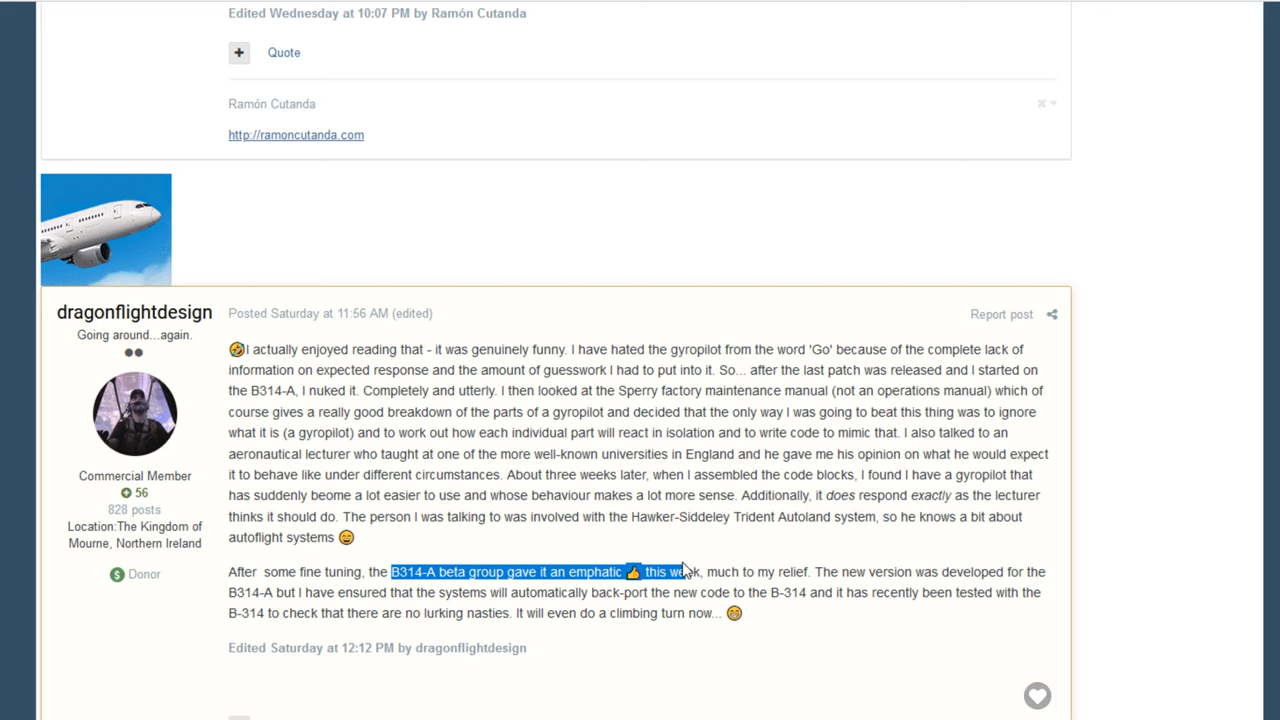 Edited Wednesday at 10:07 PM by Ramón Cutanda
+ Quote
Ramón Cutanda
http://ramoncutanda.com
dragonflightdesign
Going around...again.
Commercial Member
56
828 posts
Location:The Kingdom of
Mourne, Northern Ireland
Donor
Posted Saturday at 11:56 AM (edited)
Report post
🤣I actually enjoyed reading that - it was genuinely funny. I have hated the gyropilot from the word 'Go' because of the complete lack of
information on expected response and the amount of guesswork I had to put into it. So... after the last patch was released and I started on
the B314-A, I nuked it. Completely and utterly. I then looked at the Sperry factory maintenance manual (not an operations manual) which of
course gives a really good breakdown of the parts of a gyropilot and decided that the only way I was going to beat this thing was to ignore
what it is (a gyropilot) and to work out how each individual part will react in isolation and to write code to mimic that. I also talked to an
aeronautical lecturer who taught at one of the more well-known universities in England and he gave me his opinion on what he would expect
it to behave like under different circumstances. About three weeks later, when I assembled the code blocks, I found I have a gyropilot that
has suddenly beome a lot easier to use and whose behaviour makes a lot more sense. Additionally, it does respond exactly as the lecturer
thinks it should do. The person I was talking to was involved with the Hawker-Siddeley Trident Autoland system, so he knows a bit about
autoflight systems 😄
After some fine tuning, the B314-A beta group gave it an emphatic 👍 this week, much to my relief. The new version was developed for the
B314-A but I have ensured that the systems will automatically back-port the new code to the B-314 and it has recently been tested with the
B-314 to check that there are no lurking nasties. It will even do a climbing turn now... 😁
Edited Saturday at 12:12 PM by dragonflightdesign